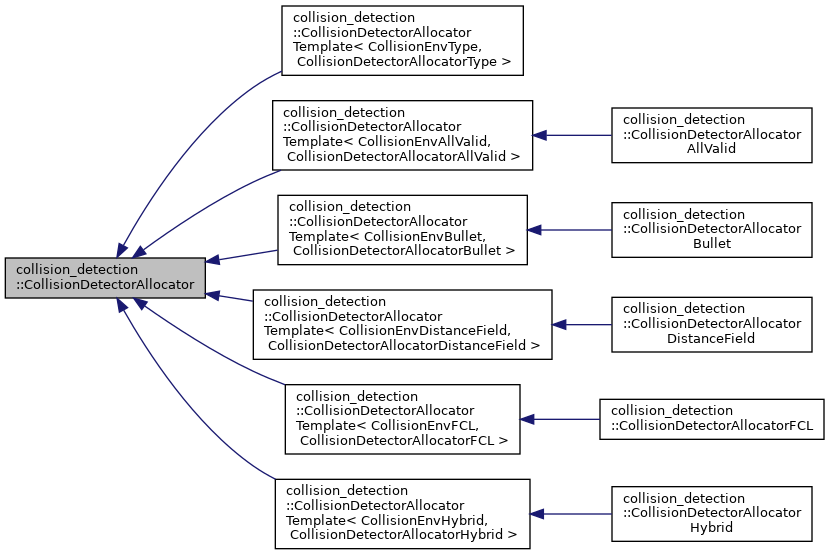 collision_detection
::CollisionDetectorAllocator
Template< CollisionEnvType,
CollisionDetectorAllocatorType >
collision_detection
::CollisionDetectorAllocator
Template< CollisionEnvAllValid,
CollisionDetectorAllocatorAllValid >
collision_detection
::CollisionDetectorAllocator
AllValid
collision_detection
::CollisionDetectorAllocator
Template< CollisionEnvBullet,
CollisionDetectorAllocatorBullet >
collision_detection
::CollisionDetectorAllocator
Bullet
collision_detection
::CollisionDetectorAllocator
collision_detection
::CollisionDetectorAllocator
Template< CollisionEnvDistanceField,
CollisionDetectorAllocatorDistanceField >
collision_detection
::CollisionDetectorAllocator
DistanceField
collision_detection
::CollisionDetectorAllocator
Template< CollisionEnvFCL,
CollisionDetectorAllocatorFCL >
collision_detection
::CollisionDetectorAllocatorFCL
collision_detection
::CollisionDetectorAllocator
Template< CollisionEnvHybrid,
CollisionDetectorAllocatorHybrid >
collision_detection
::CollisionDetectorAllocator
Hybrid